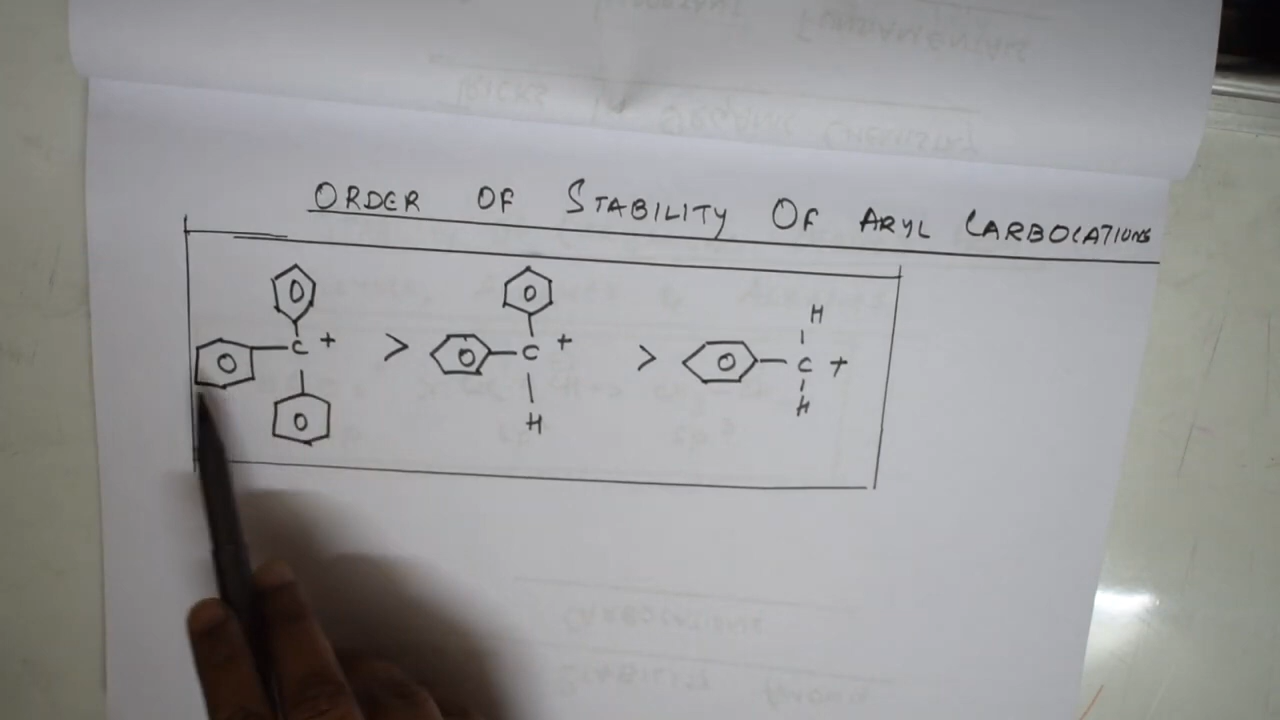 ORDER OF STABILITY OF ARYL CARBOCATIONS
H
C + > C + > C +
H H